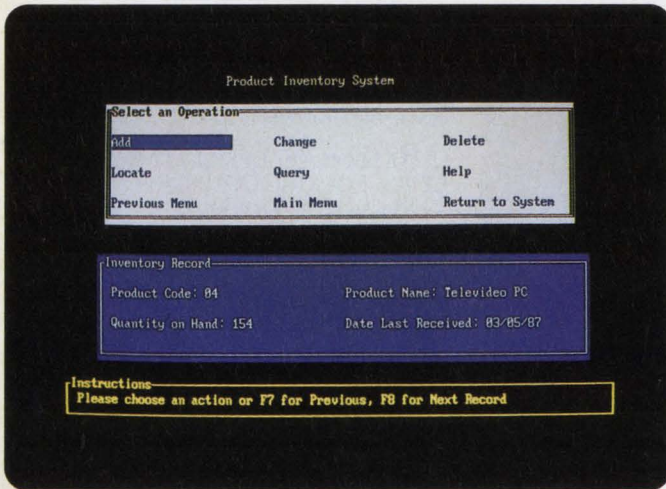 Product Inventory System
Select an Operation
Add Change Delete
Locate Query Help
Previous Menu Main Menu Return to System
Inventory Record
Product Code: 04 Product Name: Televideo PC
Quantity on Hand: 154 Date Last Received: 03/05/87
Instructions
Please choose an action or F7 for Previous, F8 for Next Record